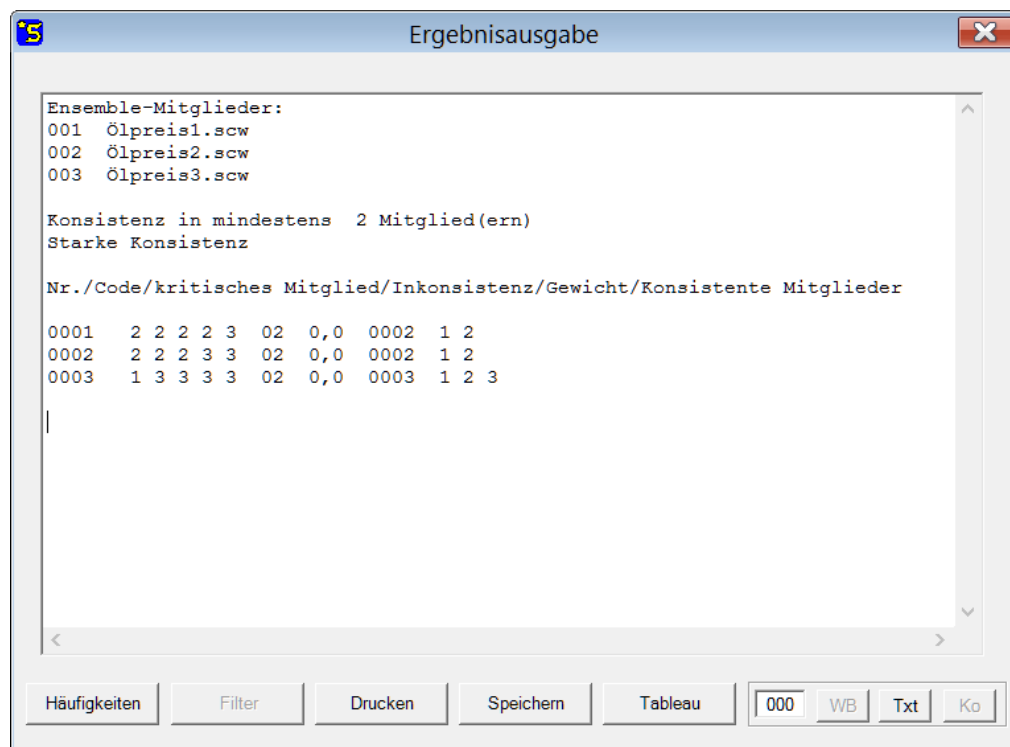 Ergebnisausgabe
Ensemble-Mitglieder:
001  Ölpreis1.scw
002  Ölpreis2.scw
003  Ölpreis3.scw
Konsistenz in mindestens  2 Mitglied(ern)
Starke Konsistenz
Nr./Code/kritisches Mitglied/Inkonsistenz/Gewicht/Konsistente Mitglieder
0001   2 2 2 2 3  02  0,0  0002  1 2
0002   2 2 2 3 3  02  0,0  0002  1 2
0003   1 3 3 3 3  02  0,0  0003  1 2 3
Häufigkeiten Filter Drucken Speichern Tableau 000 WB Txt Ko